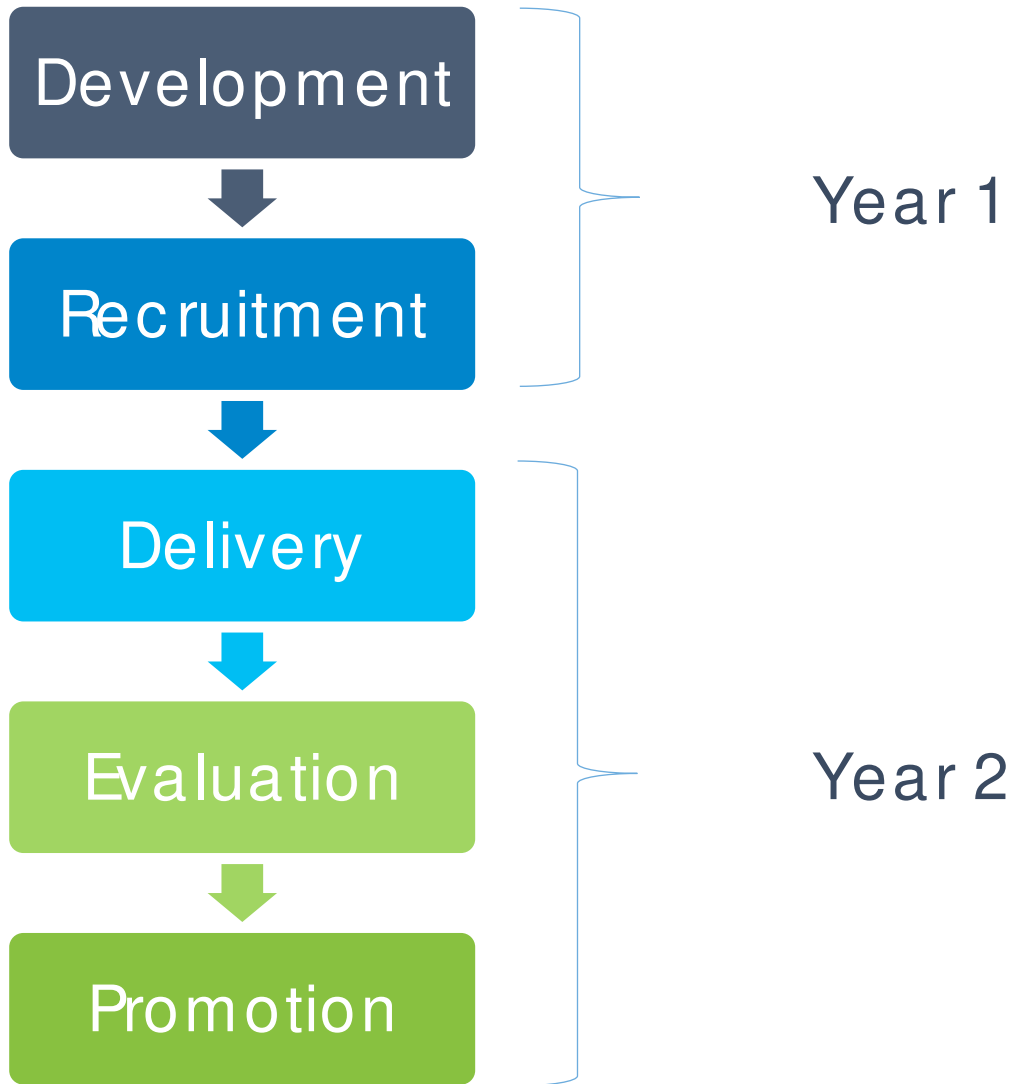 Development
Year 1
Recruitment
Delivery
Evaluation
Year 2
Promotion